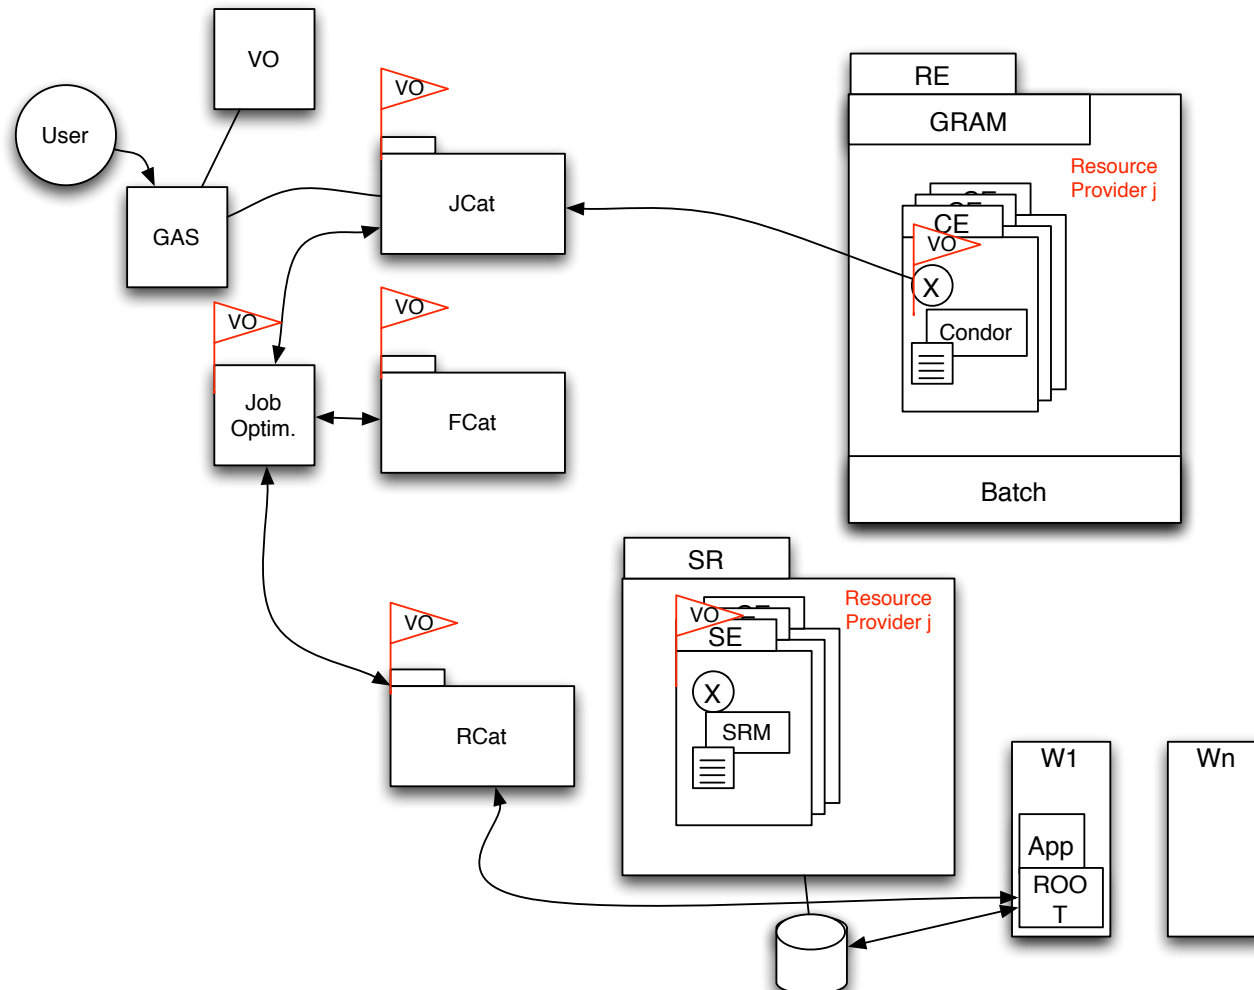 VO
User
GAS
VO
JCat
VO
Job
Optim.
VO
FCat
RE
GRAM
Resource
Provider j
CE
VO
X
Condor
Batch
SR
Resource
Provider j
VO
SE
X
SRM
VO
RCat
W1
App
ROO
T
Wn